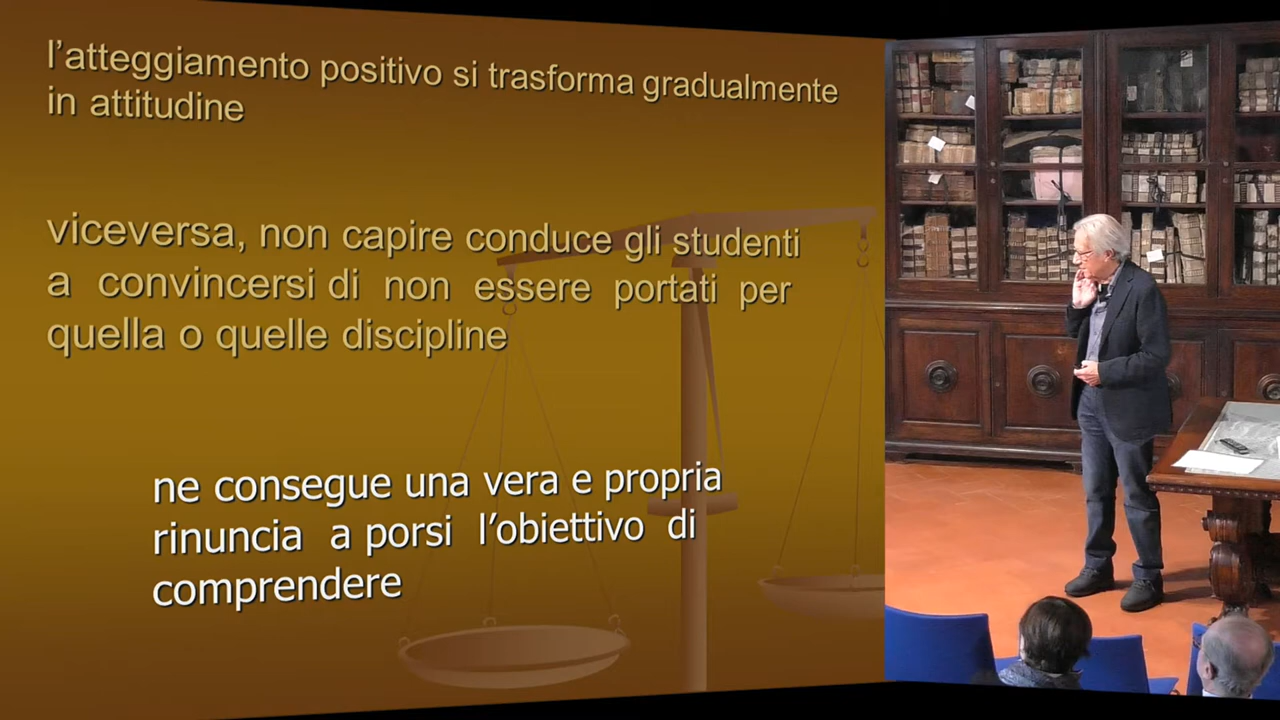 l’atteggiamento positivo si trasforma gradualmente
in attitudine
viceversa, non capire conduce gli studenti
a convincersi di non essere portati per
quella o quelle discipline
ne consegue una vera e propria
rinuncia a porsi l’obiettivo di
comprendere